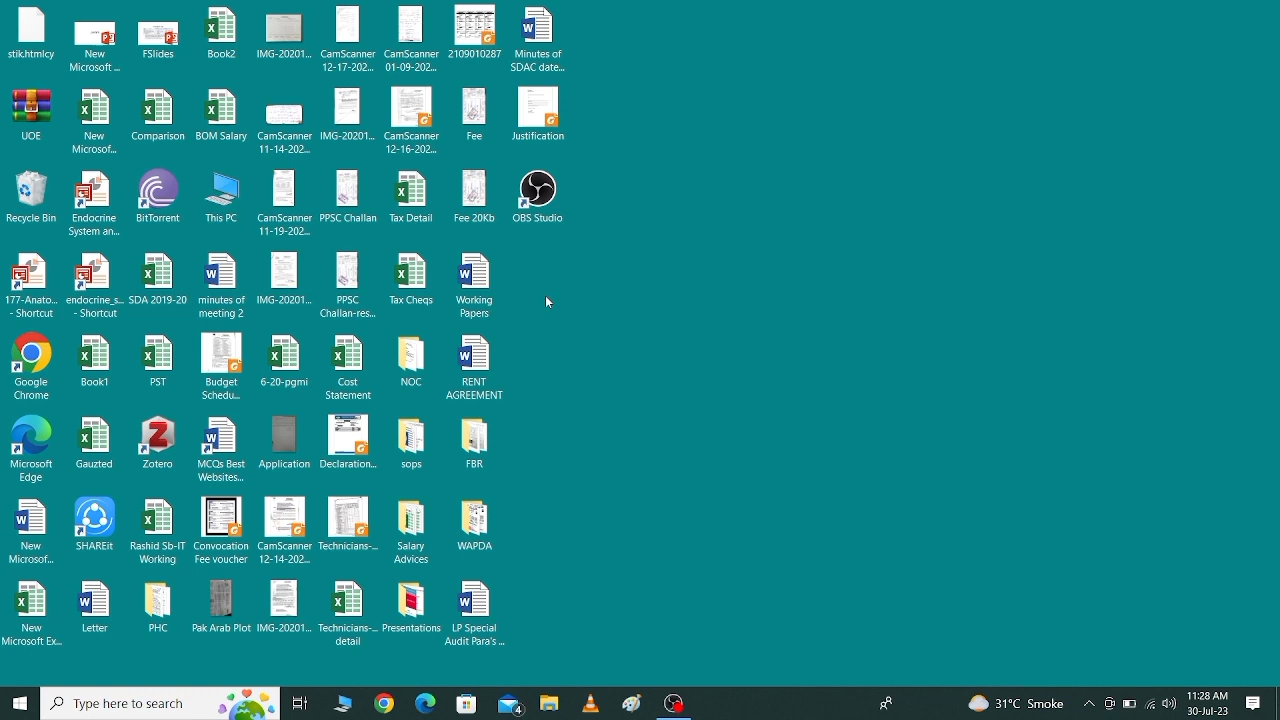 stikhtmlcy
New
Microsoft ...
FSlides
Book2
IMG-20201...
CamScanner
12-17-202...
CamScanner
01-09-202...
2109010287
Minutes of
SDAC date...
UOE
New
Microsof...
Comparison
BOM Salary
CamScanner
11-14-202...
IMG-20201...
CamScanner
12-16-202...
Fee
Justification
Recycle Bin
Endocrine
System an...
BitTorrent
This PC
CamScanner
11-19-202...
PPSC Challan
Tax Detail
Fee 20Kb
OBS Studio
177-Anato...
- Shortcut
endocrine_s...
- Shortcut
SDA 2019-20
minutes of
meeting 2
IMG-20201...
PPSC
Challan-res...
Tax Cheqs
Working
Papers
Google
Chrome
Book1
PST
Budget
Schedu...
6-20-pgmi
Cost
Statement
NOC
RENT
AGREEMENT
Microsoft
Edge
Gauzted
Zotero
MCQs Best
Websites...
Application
Declaration...
sops
FBR
New
Microsof...
SHAREit
Rashid Sb-IT
Working
Convocation
Fee voucher
CamScanner
12-14-202...
Technicians-...
Salary
Advices
WAPDA
New
Microsoft Ex...
Letter
PHC
Pak Arab Plot
IMG-20201...
Technicians-...
detail
Presentations
LP Special
Audit Para's ...
Type here to search
31°C Smoke
11:28 AM
30-Jul-23